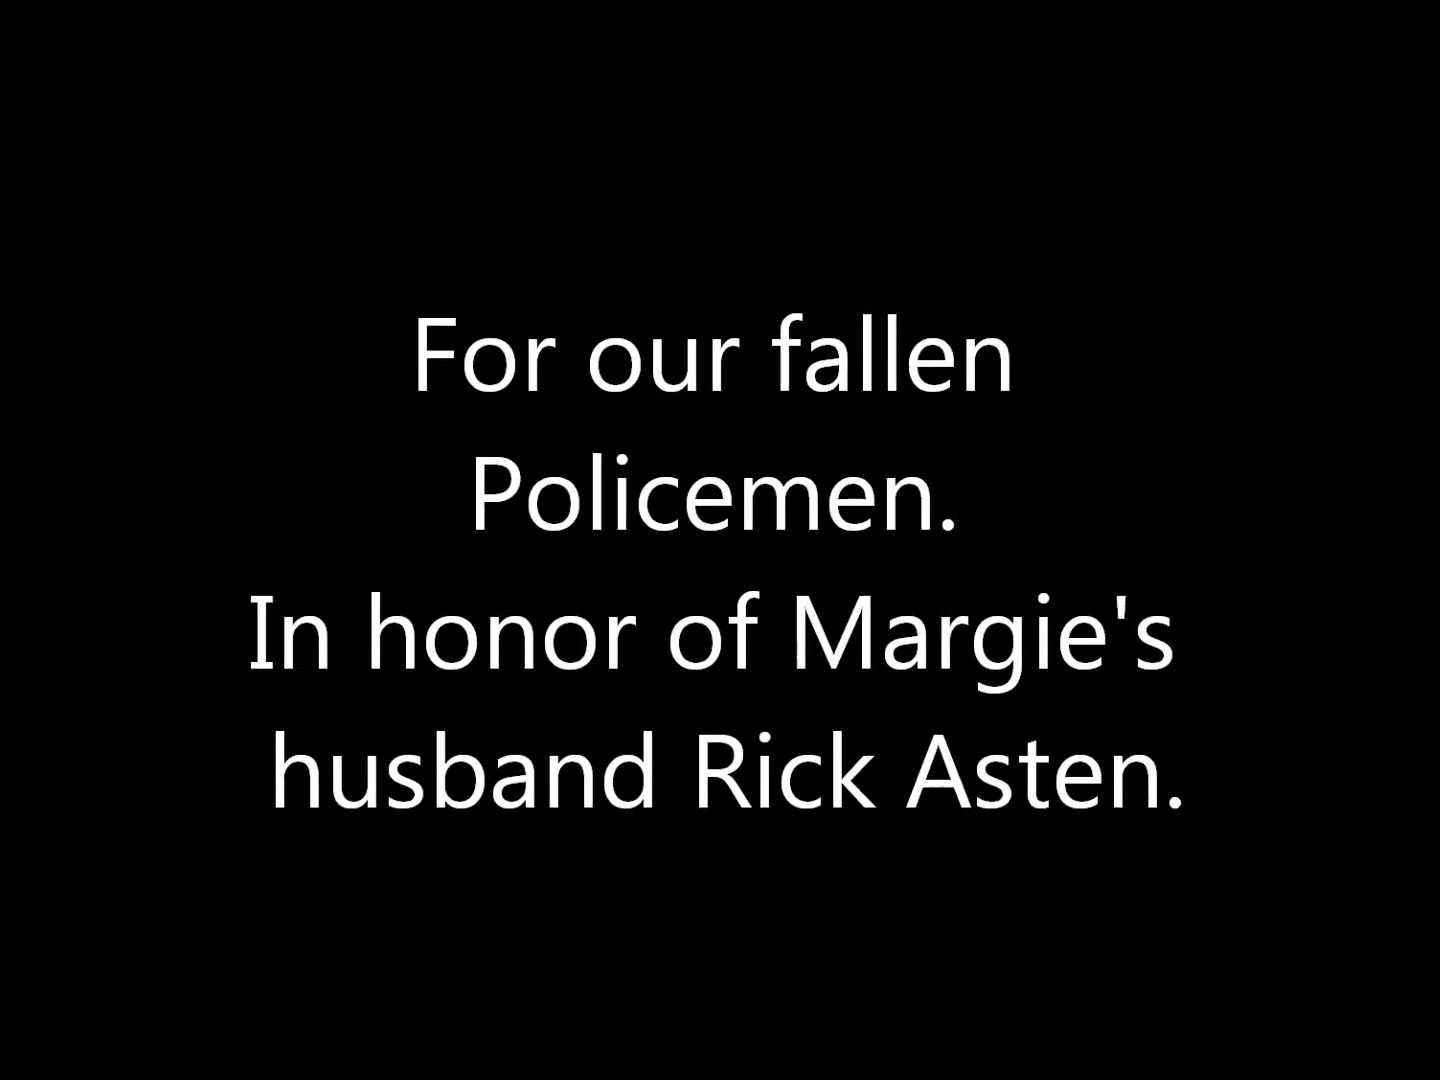 For our fallen
Policemen.
In honor of Margie's
husband Rick Asten.